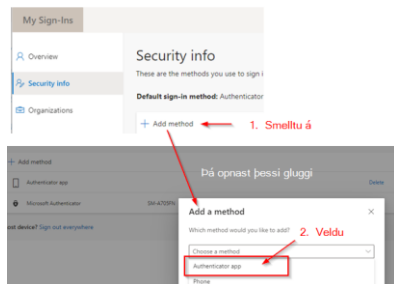 My Sign-Ins
Overview
Security info
Organizations
Security info
These are the methods you use to sign i
Default sign-in method: Authenticator
+ Add method
1. Smelltu á
+ Add method
Þá opnast þessi gluggi
Authenticator app
Delete
Microsoft Authenticator
ost device? Sign out everywhere
Add a method
Which method would you like to add?
2. Veldu
Choose a method
Authenticator app
Phone